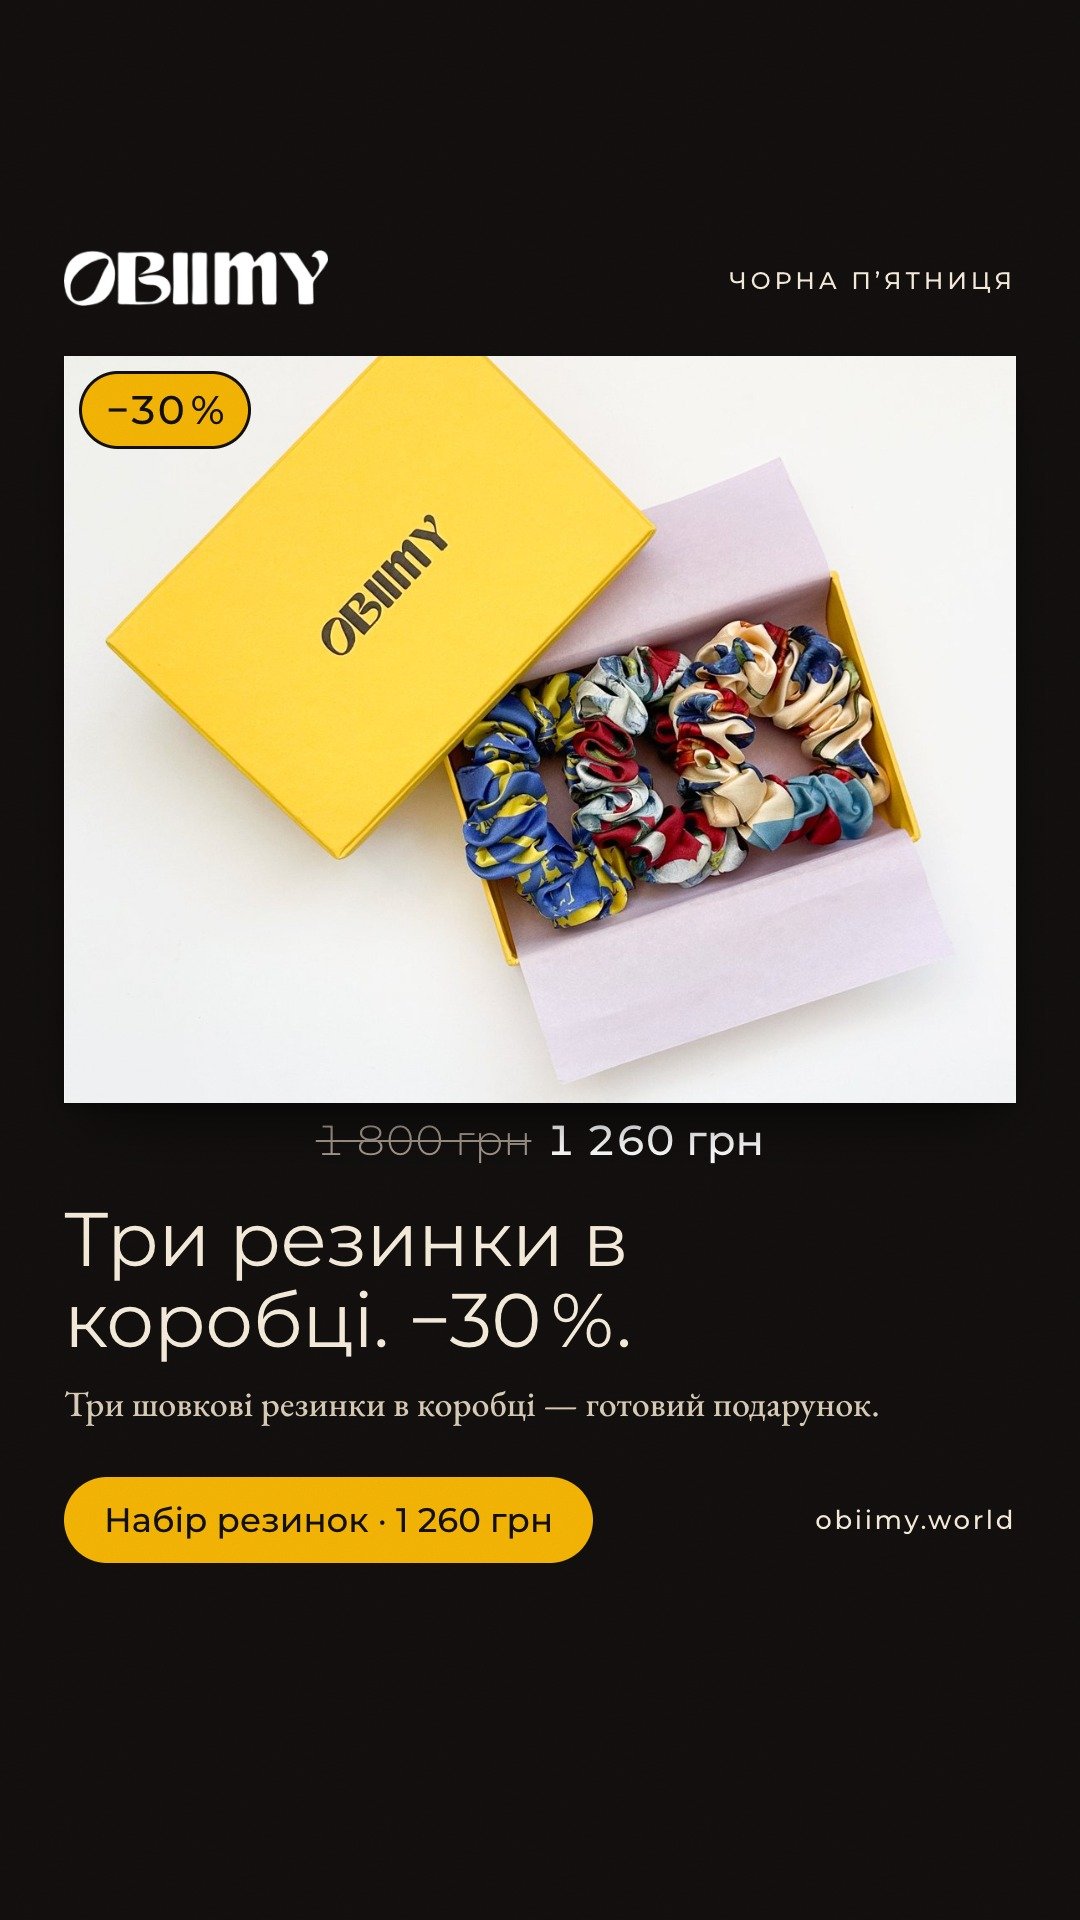 OBIIMY
ЧОРНА П’ЯТНИЦЯ
−30 %
OBIIMY
1 800 грн 1 260 грн
Три резинки в
коробці. −30 %.
Три шовкові резинки в коробці — готовий подарунок.
Набір резинок · 1 260 грн
obiimy.world